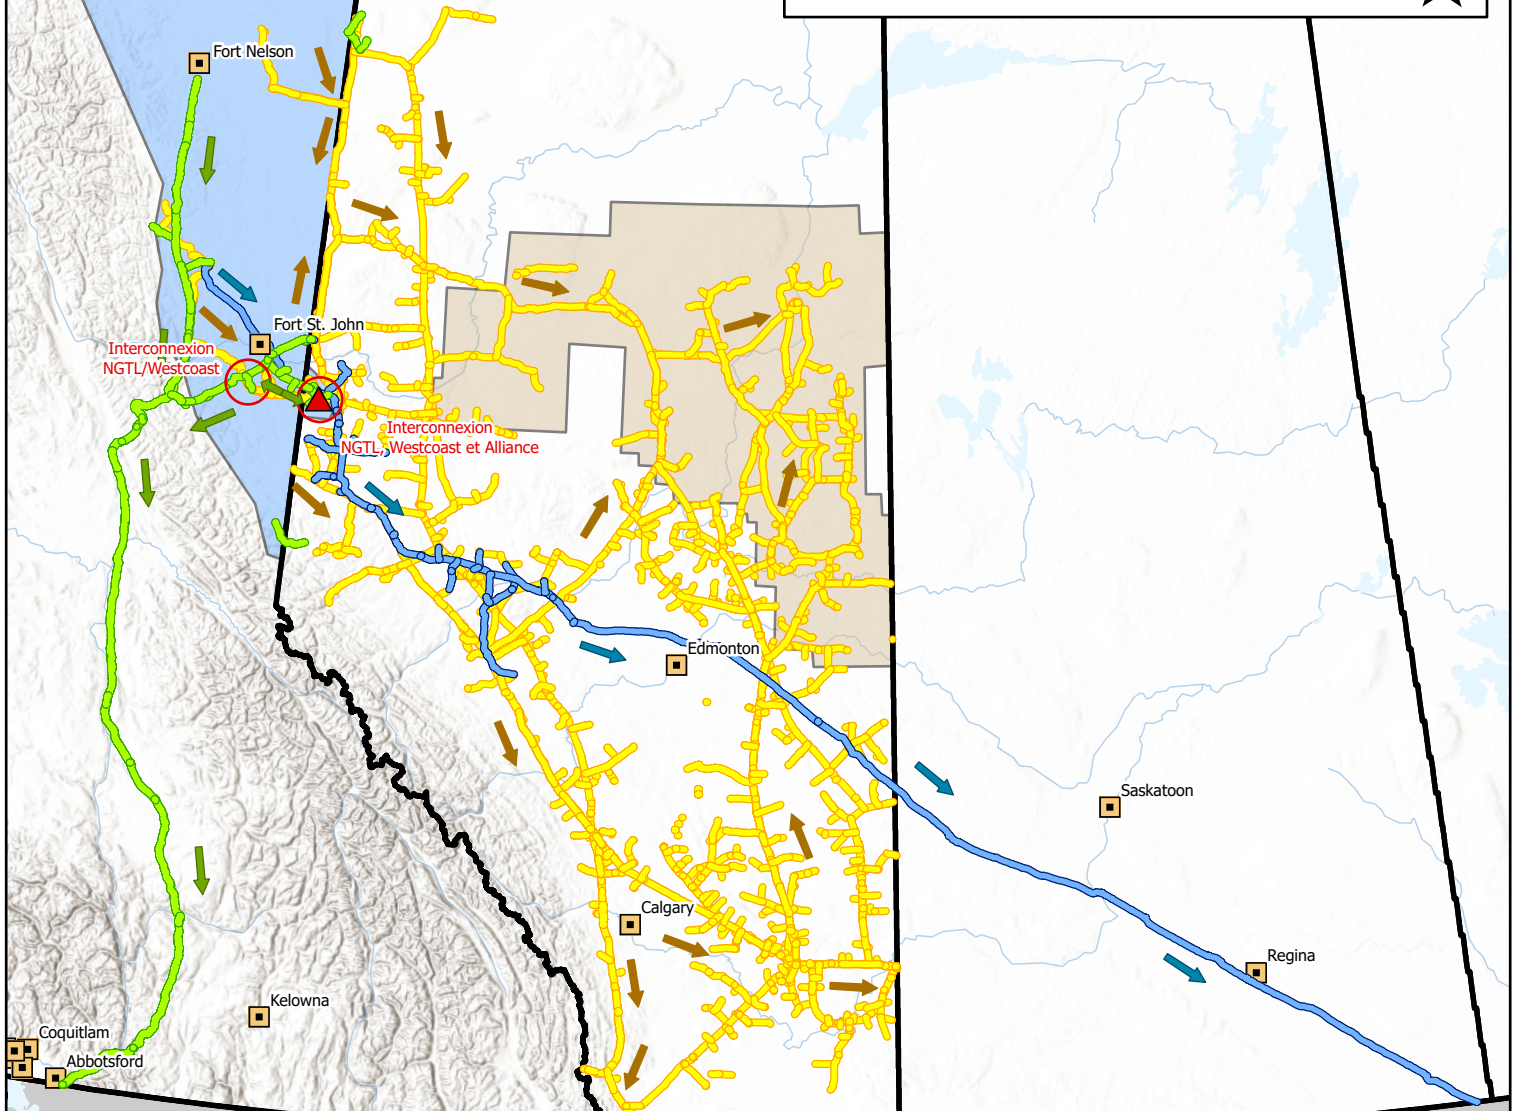 Fort Nelson
Fort St. John
Interconnexion
NGTL/Westcoast
Interconnexion
NGTL, Westcoast et Alliance
Edmonton
Saskatoon
Calgary
Regina
Kelowna
Coquitlam
Abbotsford